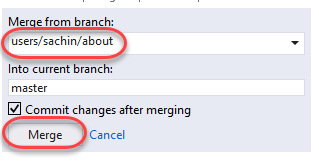 Merge from branch:
users/sachin/about
Into current branch:
master
Commit changes after merging
Merge Cancel